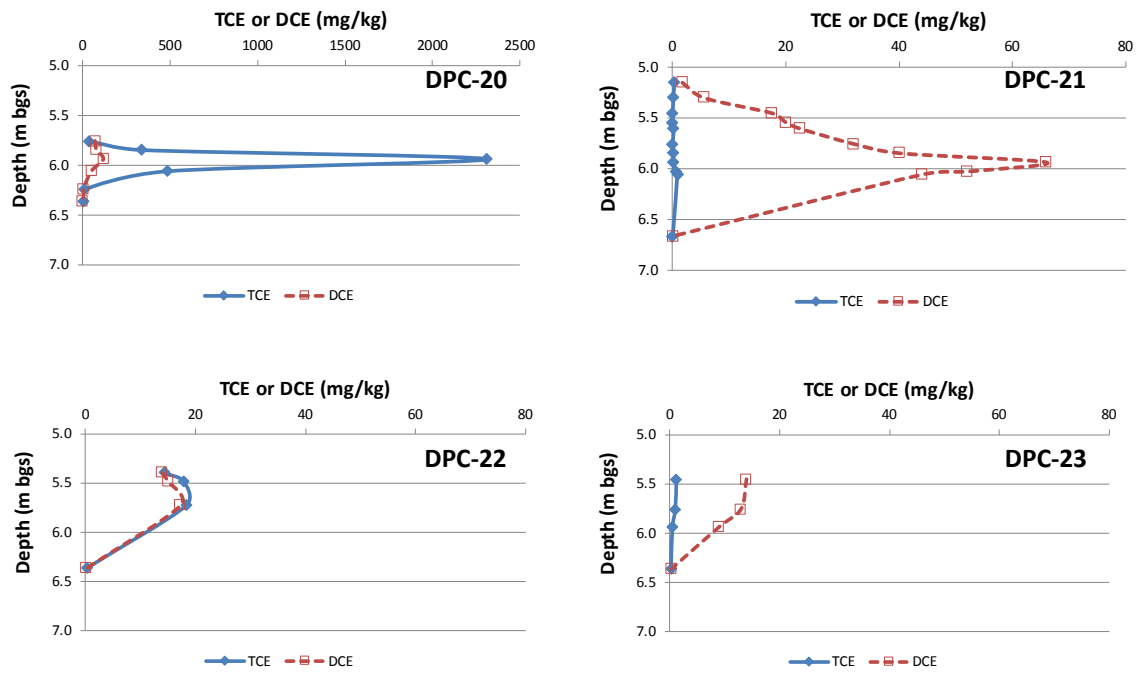 TCE or DCE (mg/kg)
0 500 1000 1500 2000 2500
Depth (m bgs)
5.0
5.5
6.0
6.5
7.0
DPC-20
TCE DCE
TCE or DCE (mg/kg)
0 20 40 60 80
Depth (m bgs)
5.0
5.5
6.0
6.5
7.0
DPC-21
TCE DCE
TCE or DCE (mg/kg)
0 20 40 60 80
Depth (m bgs)
5.0
5.5
6.0
6.5
7.0
DPC-22
TCE DCE
TCE or DCE (mg/kg)
0 20 40 60 80
Depth (m bgs)
5.0
5.5
6.0
6.5
7.0
DPC-23
TCE DCE